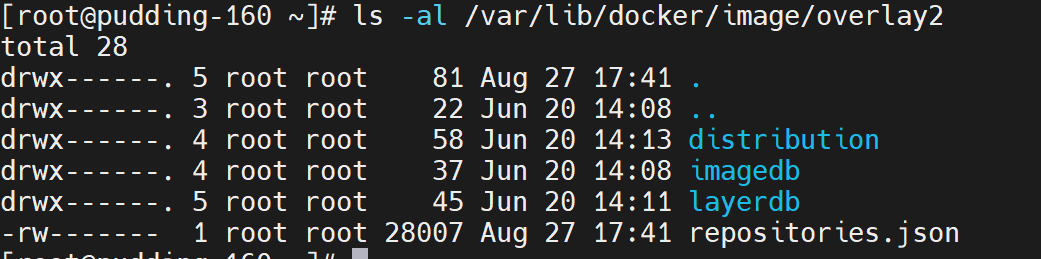 [root@pudding-160 ~]# ls -al /var/lib/docker/image/overlay2
total 28
drwx------. 5 root root    81 Aug 27 17:41 .
drwx------. 3 root root    22 Jun 20 14:08 ..
drwx------. 4 root root    58 Jun 20 14:13 distribution
drwx------. 4 root root    37 Jun 20 14:08 imagedb
drwx------. 5 root root    45 Jun 20 14:11 layerdb
-rw-------  1 root root 28007 Aug 27 17:41 repositories.json
[root@pudding-160 ~]#